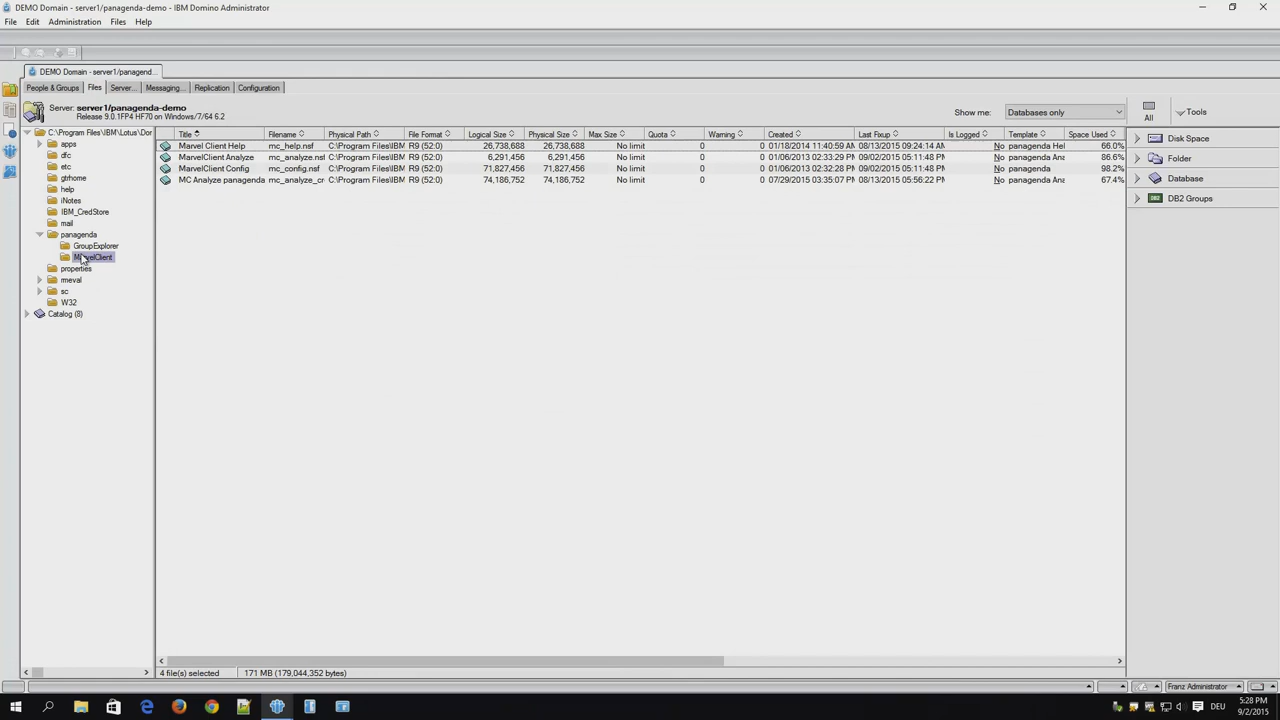 DEMO Domain - server1/panagenda-demo - IBM Domino Administrator
File Edit Administration Files Help
DEMO Domain - server1/panagend...
People & Groups Files Server... Messaging... Replication Configuration
Server: server1/panagenda-demo
Release 9.0.1FP4 HF70 on Windows/7/64 6.2
Show me: Databases only
All
Tools
C:\Program Files\IBM\Lotus\Dor
apps
dfc
etc
gtrhome
help
iNotes
IBM_CredStore
mail
panagenda
GroupExplorer
MarvelClient
properties
rmeval
sc
W32
Catalog (8)
Title Filename Physical Path File Format Logical Size Physical Size Max Size Quota Warning Created Last Fixup Is Logged Template Space Used
Marvel Client Help mc_help.nsf C:\Program Files\IBM R9 (52:0) 26,738,688 26,738,688 No limit 0 0 01/18/2014 11:40:59 AM 08/13/2015 09:24:14 AM No panagenda Hel 66.0%
MarvelClient Analyze mc_analyze.nsf C:\Program Files\IBM R9 (52:0) 6,291,456 6,291,456 No limit 0 0 01/06/2013 02:33:29 PM 09/02/2015 05:11:48 PM No panagenda Ana 86.6%
MarvelClient Config mc_config.nsf C:\Program Files\IBM R9 (52:0) 71,827,456 71,827,456 No limit 0 0 01/06/2013 02:32:28 PM 09/02/2015 05:11:48 PM No panagenda 98.2%
MC Analyze panagenda mc_analyze_cr C:\Program Files\IBM R9 (52:0) 74,186,752 74,186,752 No limit 0 0 07/29/2015 03:35:07 PM 08/13/2015 05:56:22 PM No panagenda Ana 67.4%
Disk Space
Folder
Database
DB2 Groups
4 file(s) selected 171 MB (179,044,352 bytes)
Franz Administrator
DEU
5:28 PM
9/2/2015